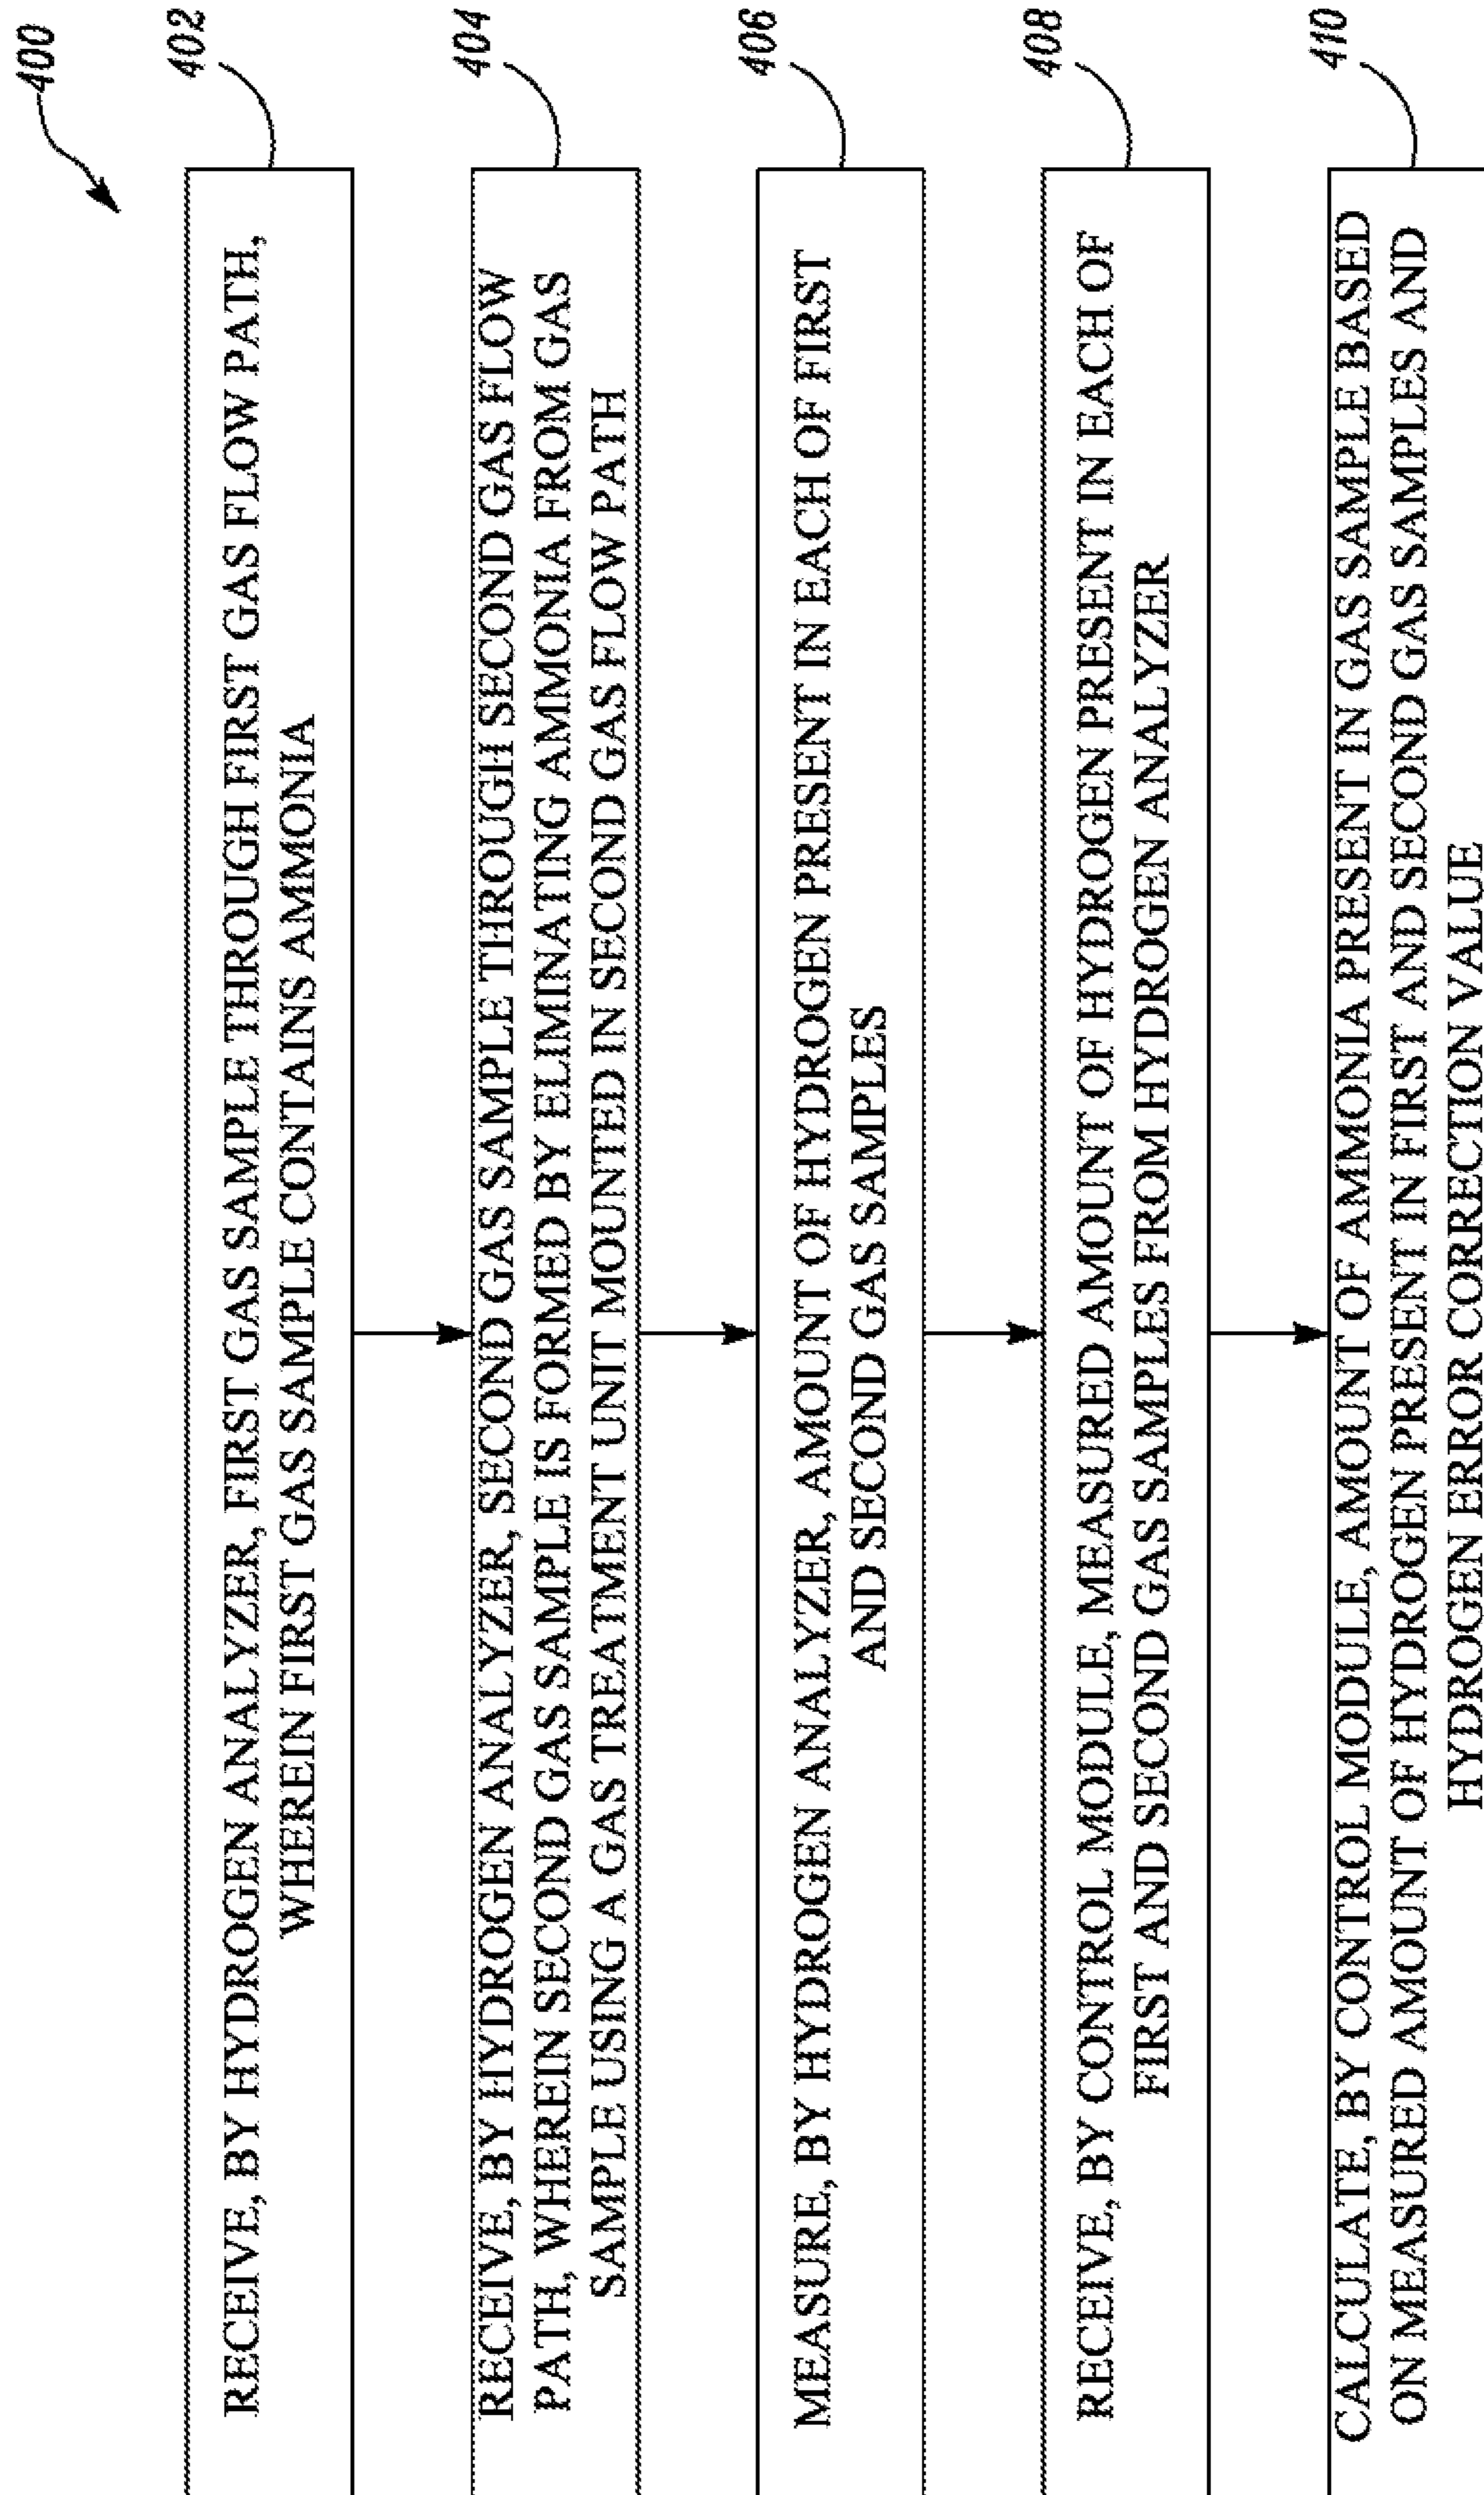 400
402
RECEIVE, BY HYDROGEN ANALYZER, FIRST GAS SAMPLE THROUGH FIRST GAS FLOW PATH,
WHEREIN FIRST GAS SAMPLE CONTAINS AMMONIA
404
RECEIVE, BY HYDROGEN ANALYZER, SECOND GAS SAMPLE THROUGH SECOND GAS FLOW
PATH, WHEREIN SECOND GAS SAMPLE IS FORMED BY ELIMINATING AMMONIA FROM GAS
SAMPLE USING A GAS TREATMENT UNIT MOUNTED IN SECOND GAS FLOW PATH
406
MEASURE, BY HYDROGEN ANALYZER, AMOUNT OF HYDROGEN PRESENT IN EACH OF FIRST
AND SECOND GAS SAMPLES
408
RECEIVE, BY CONTROL MODULE, MEASURED AMOUNT OF HYDROGEN PRESENT IN EACH OF
FIRST AND SECOND GAS SAMPLES FROM HYDROGEN ANALYZER
410
CALCULATE, BY CONTROL MODULE, AMOUNT OF AMMONIA PRESENT IN GAS SAMPLE BASED
ON MEASURED AMOUNT OF HYDROGEN PRESENT IN FIRST AND SECOND GAS SAMPLES AND
HYDROGEN ERROR CORRECTION VALUE